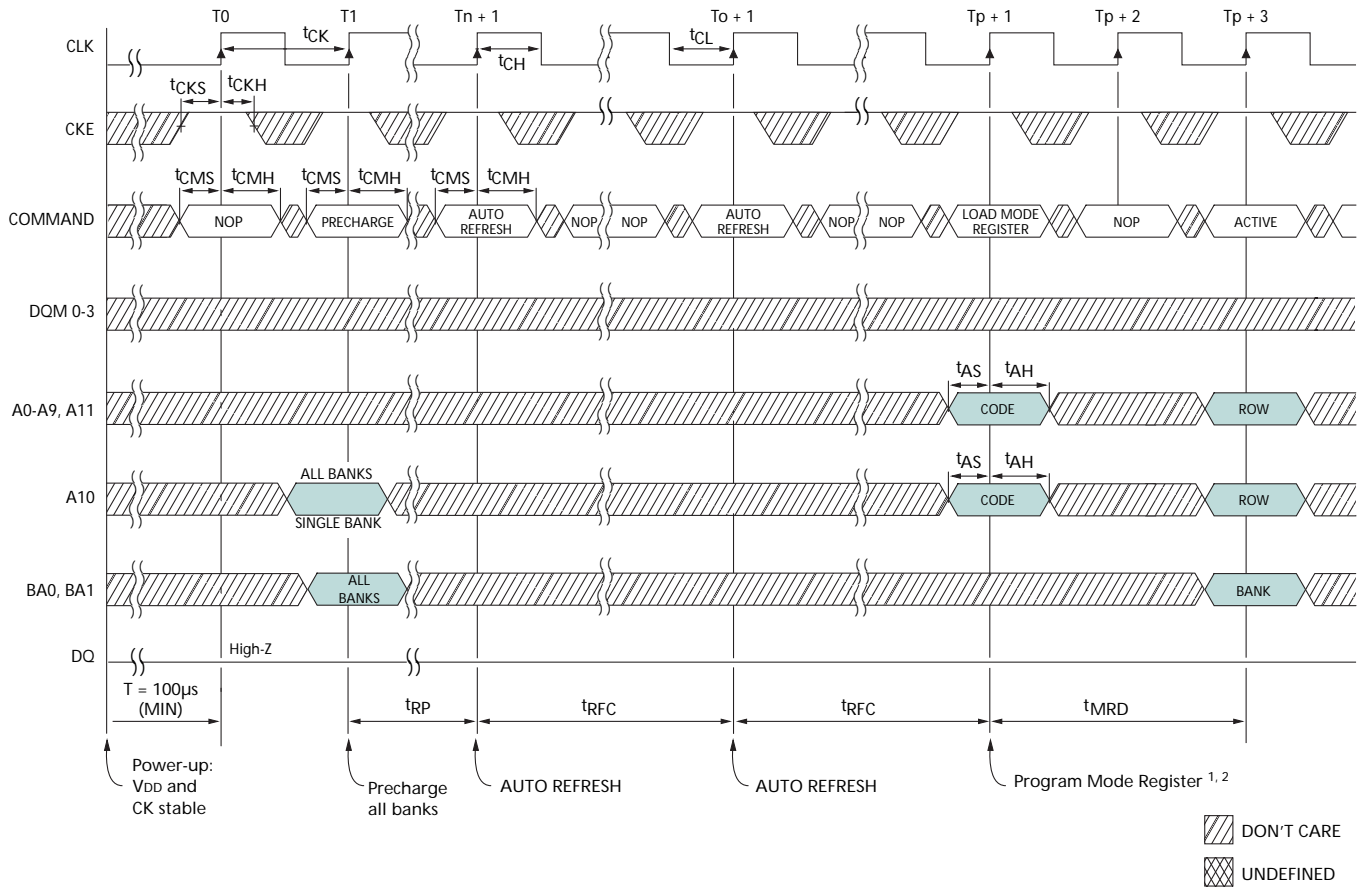 T0 T1 Tn + 1 To + 1 Tp + 1 Tp + 2 Tp + 3
CLK tCK tCH tCL
tCKS tCKH
CKE
tCMS tCMH tCMS tCMH tCMS tCMH
COMMAND NOP PRECHARGE AUTO REFRESH NOP NOP AUTO REFRESH NOP NOP LOAD MODE REGISTER NOP ACTIVE
DQM 0-3
tAS tAH
A0-A9, A11 CODE ROW
ALL BANKS tAS tAH
A10 CODE ROW
SINGLE BANK
BA0, BA1 ALL BANKS BANK
DQ High-Z
T = 100µs
(MIN)
tRP tRFC tRFC tMRD
Power-up:
VDD and
CK stable
Precharge
all banks
AUTO REFRESH
AUTO REFRESH
Program Mode Register 1, 2
DON'T CARE
UNDEFINED